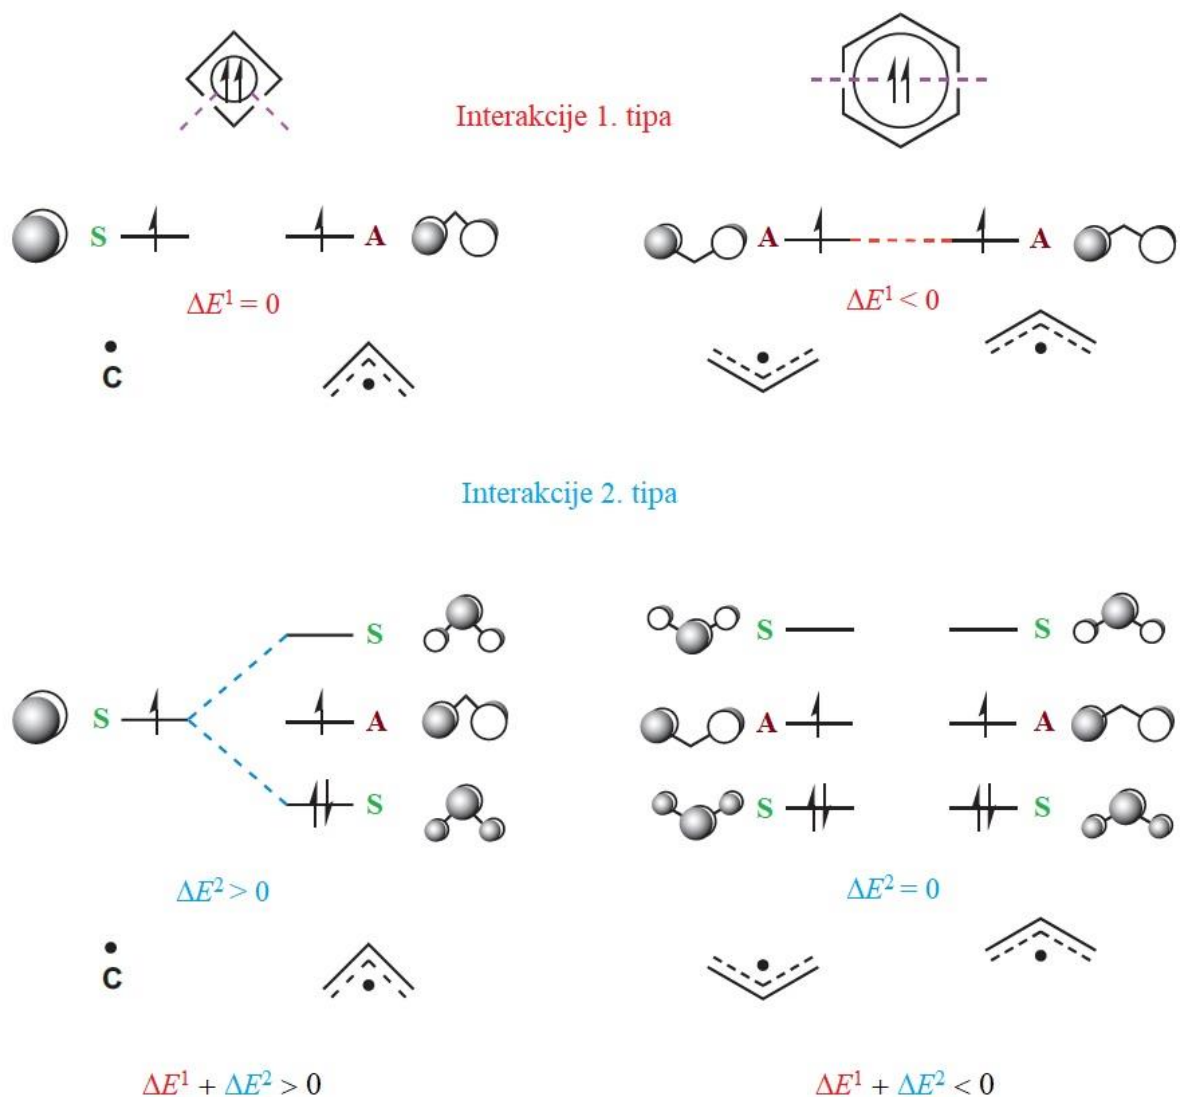 Interakcije 1. tipa
S A A A
ΔE¹ = 0 ΔE¹ < 0
C
Interakcije 2. tipa
S S S
S A A A
S S S
ΔE² > 0 ΔE² = 0
C
ΔE¹ + ΔE² > 0 ΔE¹ + ΔE² < 0